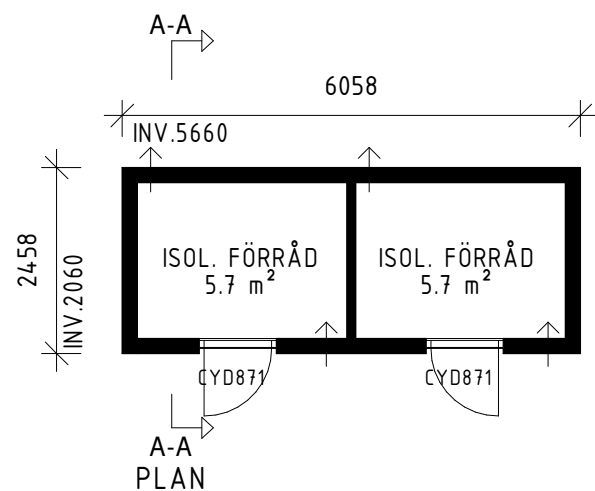 A-A
6058
INV.5660
2458
INV.2060
ISOL. FÖRRÅD
5.7 m²
ISOL. FÖRRÅD
5.7 m²
CYD871
CYD871
A-A
PLAN